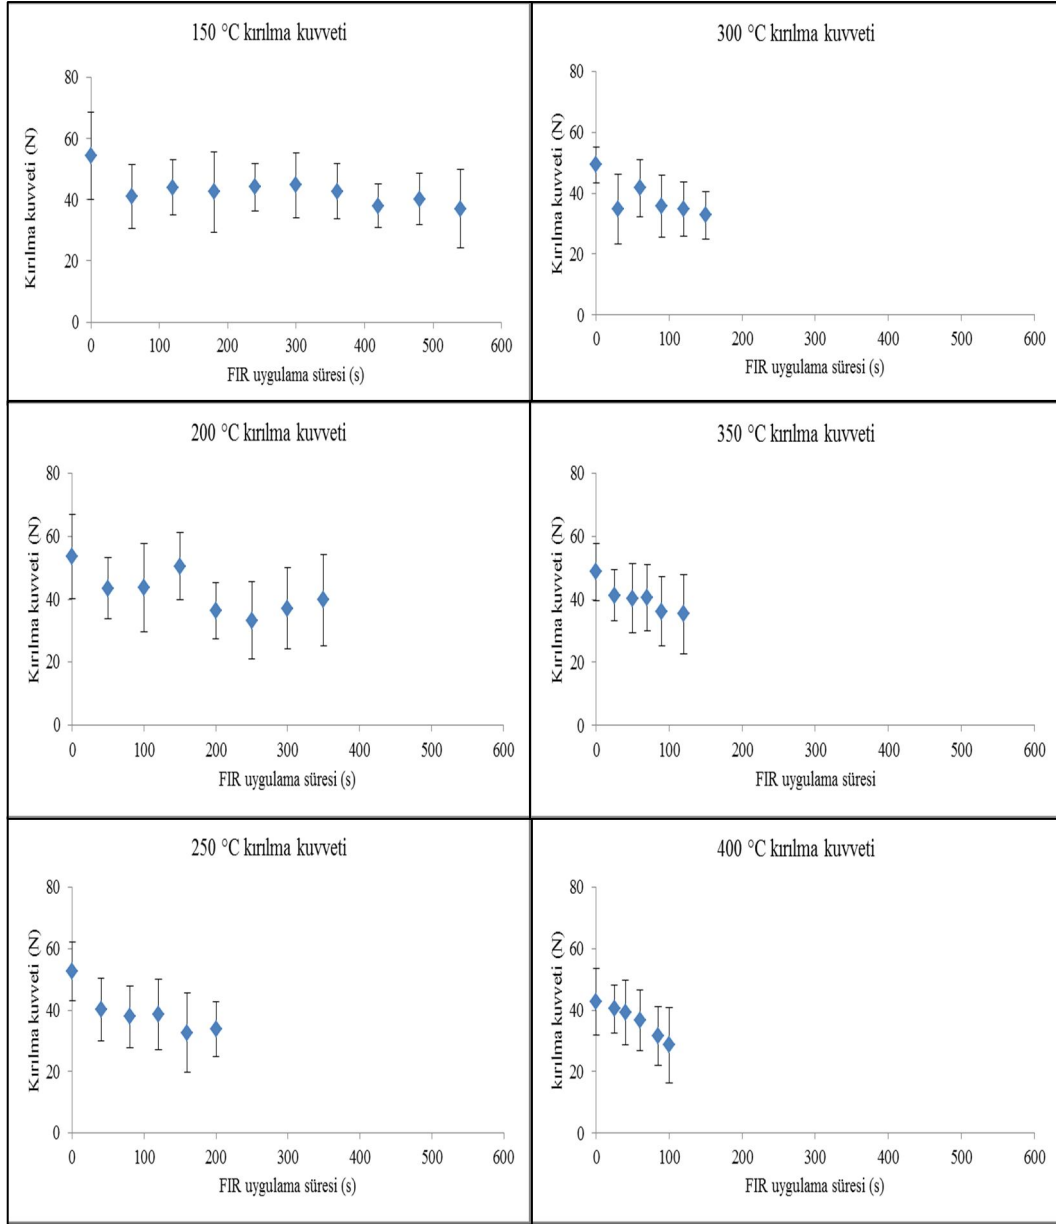 150 °C kırılma kuvveti
80
60
40
20
0
Kırılma kuvveti (N)
0 100 200 300 400 500 600
FIR uygulama süresi (s)
300 °C kırılma kuvveti
80
60
40
20
0
Kırılma kuvveti (N)
0 100 200 300 400 500 600
FIR uygulama süresi (s)
200 °C kırılma kuvveti
80
60
40
20
0
Kırılma kuvveti (N)
0 100 200 300 400 500 600
FIR uygulama süresi (s)
350 °C kırılma kuvveti
80
60
40
20
0
Kırılma kuvveti (N)
0 100 200 300 400 500 600
FIR uygulama süresi
250 °C kırılma kuvveti
80
60
40
20
0
Kırılma kuvveti (N)
0 100 200 300 400 500 600
FIR uygulama süresi (s)
400 °C kırılma kuvveti
80
60
40
20
0
kırılma kuvveti (N)
0 100 200 300 400 500 600
FIR uygulama süresi (s)